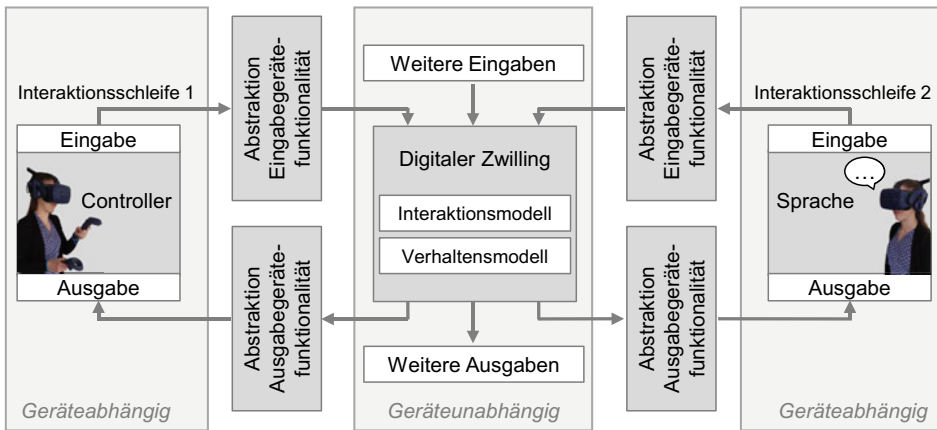 Interaktionsschleife 1
Eingabe
Controller
Ausgabe
Geräteabhängig
Abstraktion
Eingabegeräte-
funktionalität
Abstraktion
Ausgabegeräte-
funktionalität
Weitere Eingaben
Digitaler Zwilling
Interaktionsmodell
Verhaltensmodell
Weitere Ausgaben
Geräteunabhängig
Abstraktion
Eingabegeräte-
funktionalität
Abstraktion
Ausgabegeräte-
funktionalität
Interaktionsschleife 2
Eingabe
...
Sprache
Ausgabe
Geräteabhängig